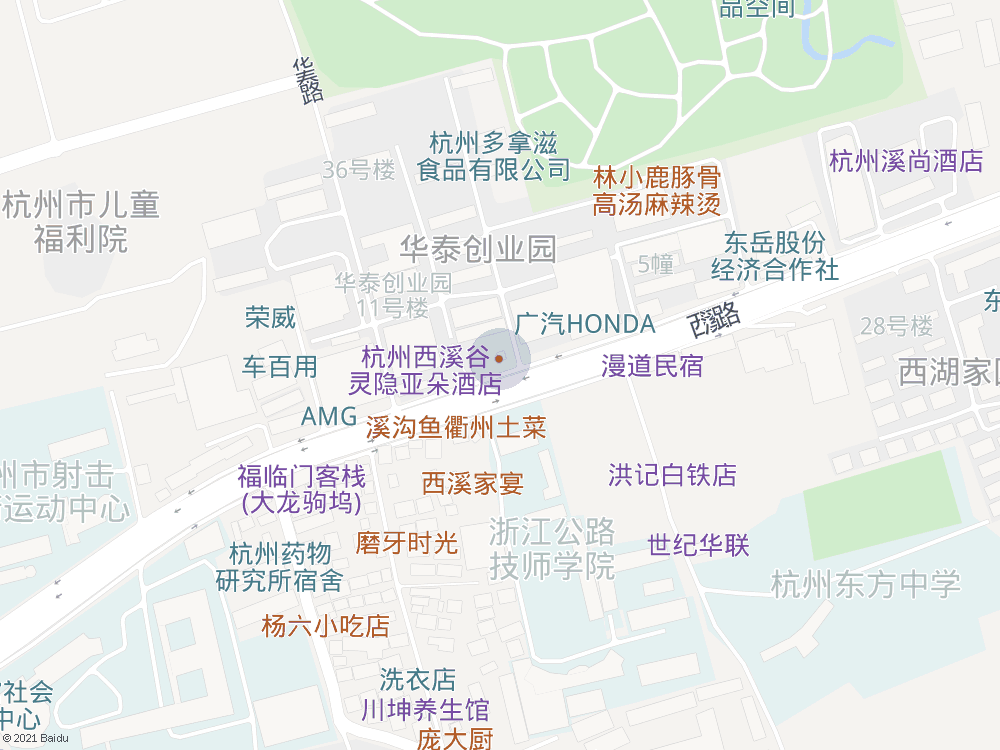 品空间
华泰路
杭州多拿滋
食品有限公司
36号楼
林小鹿豚骨
高汤麻辣烫
杭州溪尚酒店
杭州市儿童
福利院
华泰创业园
东岳股份
经济合作社
5幢
华泰创业园
11号楼
荣威
广汽HONDA
西溪路
东
28号楼
杭州西溪谷
灵隐亚朵酒店
车百用
漫道民宿
西湖家园
AMG
溪沟鱼衢州土菜
州市射击
运动中心
福临门客栈
(大龙驹坞)
西溪家宴
洪记白铁店
浙江公路
技师学院
磨牙时光
世纪华联
杭州药物
研究所宿舍
杭州东方中学
杨六小吃店
洗衣店
社会
中心
川坤养生馆
庞大厨
© 2021 Baidu